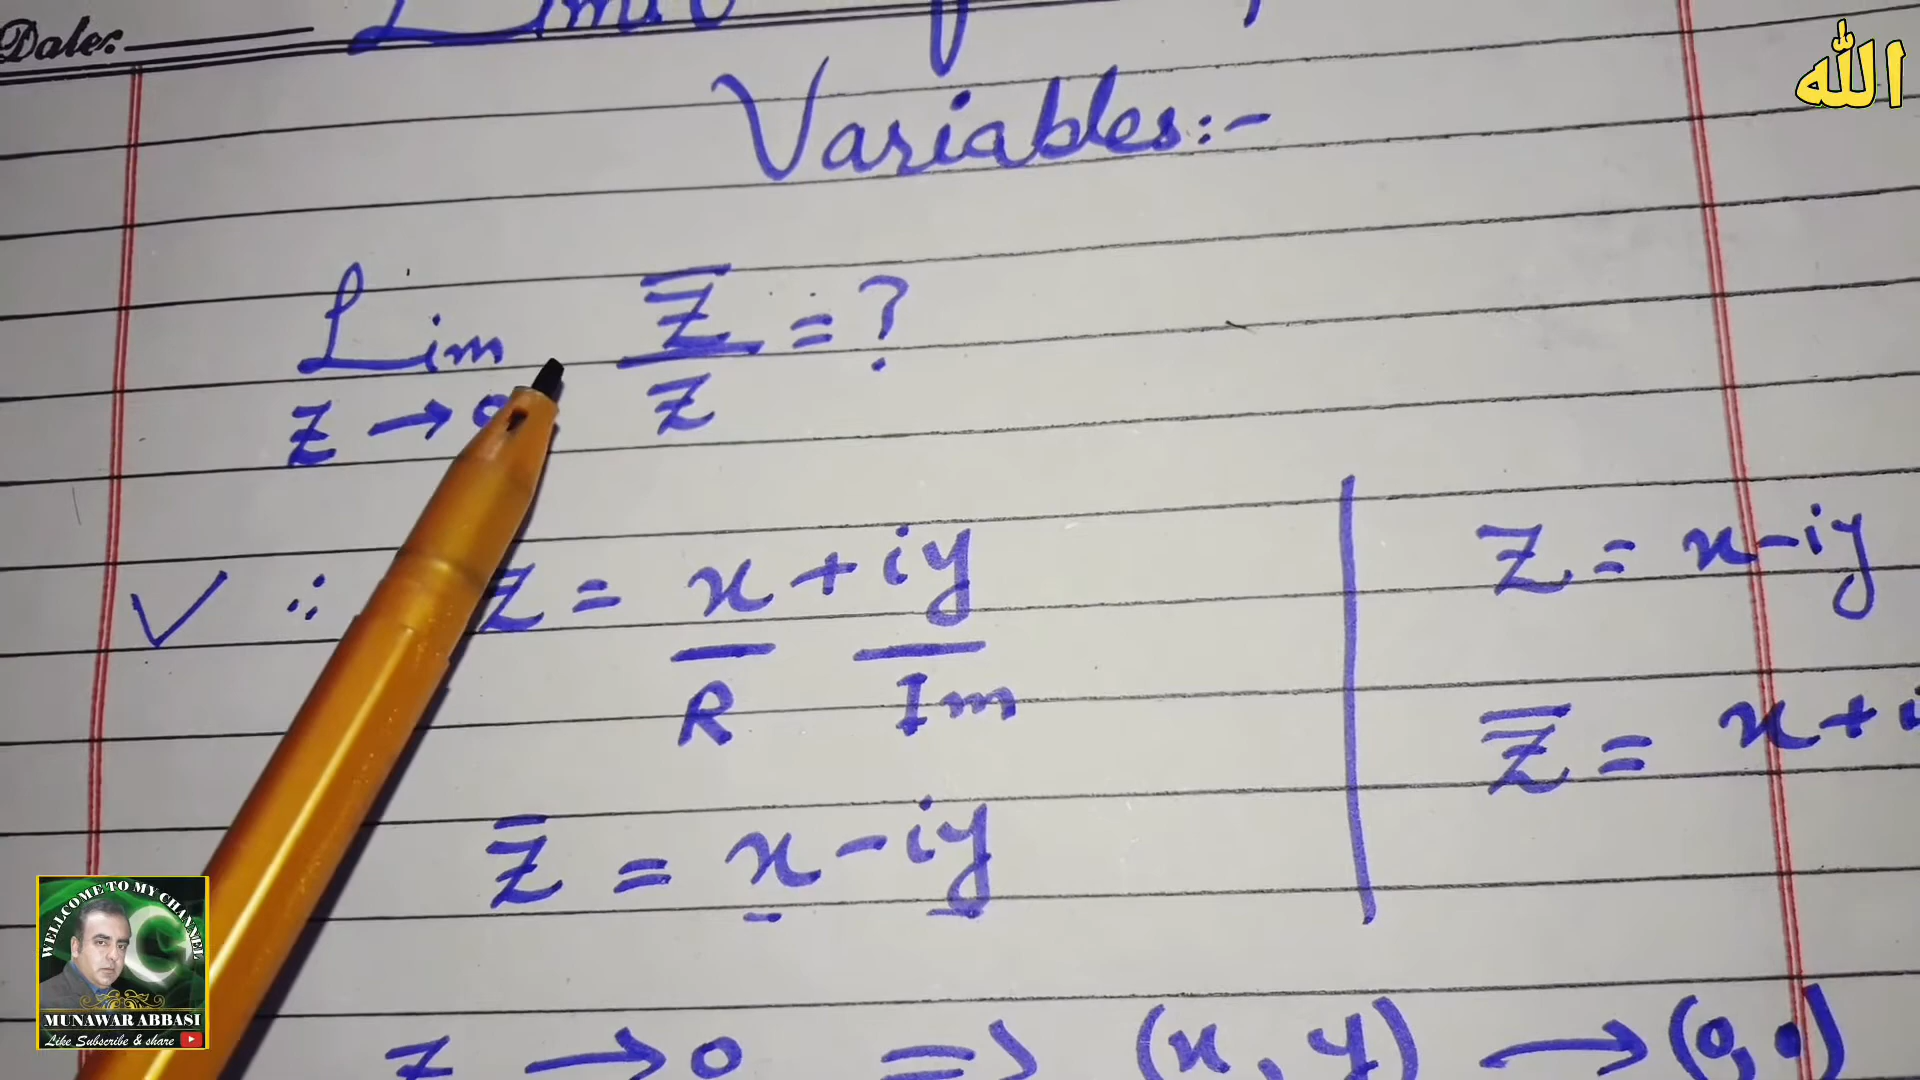 Date:
الله
Variables:-
Lim z̄/z = ?
z → 0
✓ ∵ z = x + iy
R Im
z = x - iy
z̄ = x + i
z̄ = x - iy
z → 0 ⇒ (x, y) → (0, 0)
WELLCOME TO MY CHANNEL
MUNAWAR ABBASI
Like Subscribe & share